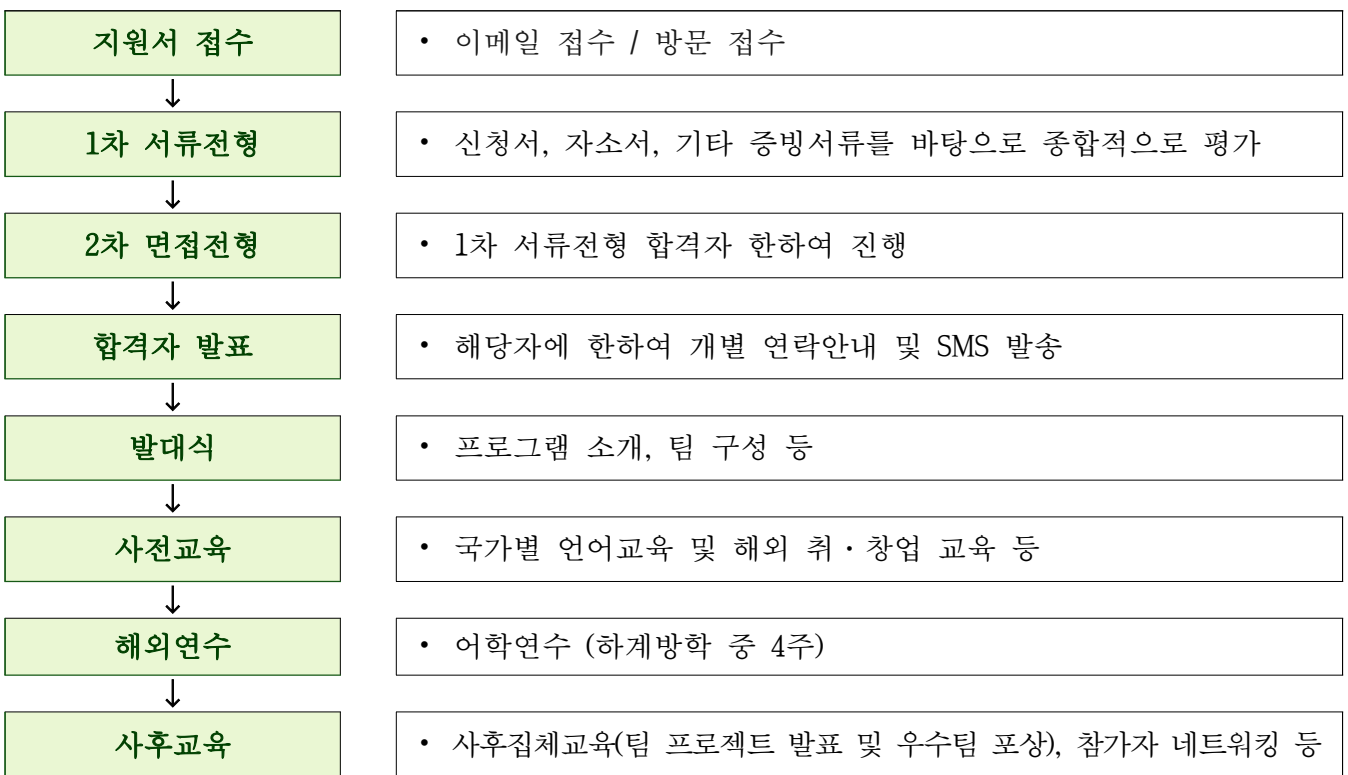 지원서 접수
• 이메일 접수 / 방문 접수
↓
1차 서류전형
• 신청서, 자소서, 기타 증빙서류를 바탕으로 종합적으로 평가
↓
2차 면접전형
• 1차 서류전형 합격자 한하여 진행
↓
합격자 발표
• 해당자에 한하여 개별 연락안내 및 SMS 발송
↓
발대식
• 프로그램 소개, 팀 구성 등
↓
사전교육
• 국가별 언어교육 및 해외 취・창업 교육 등
↓
해외연수
• 어학연수 (하계방학 중 4주)
↓
사후교육
• 사후집체교육(팀 프로젝트 발표 및 우수팀 포상), 참가자 네트워킹 등